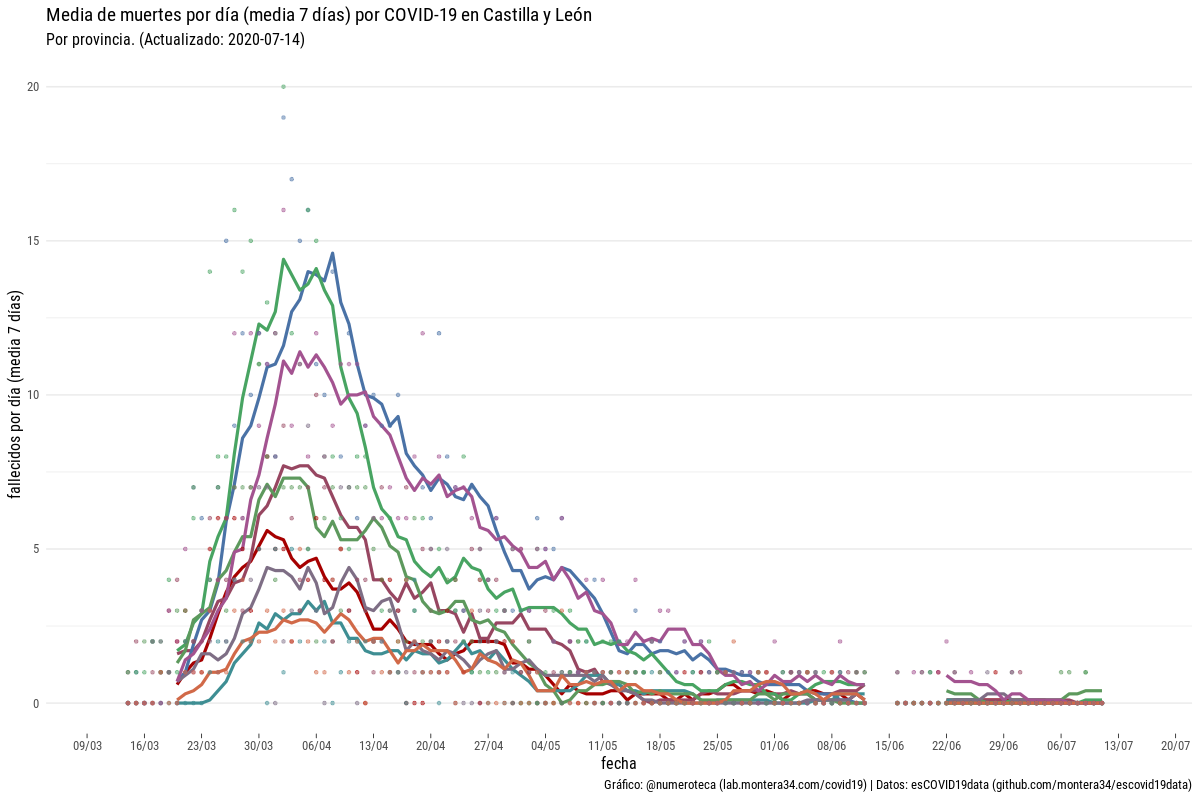 Media de muertes por día (media 7 días) por COVID-19 en Castilla y León
Por provincia. (Actualizado: 2020-07-14)
fallecidos por día (media 7 días)
20
15
10
5
0
09/03 16/03 23/03 30/03 06/04 13/04 20/04 27/04 04/05 11/05 18/05 25/05 01/06 08/06 15/06 22/06 29/06 06/07 13/07 20/07
fecha
Gráfico: @numeroteca (lab.montera34.com/covid19) | Datos: esCOVID19data (github.com/montera34/escovid19data)